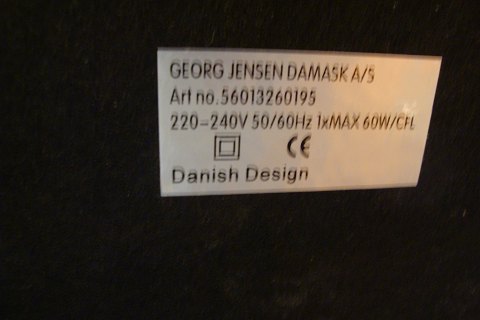 GEORG JENSEN DAMASK A/S
Art no.56013260195
220-240V 50/60Hz 1xMAX 60W/CFL
CE
Danish Design